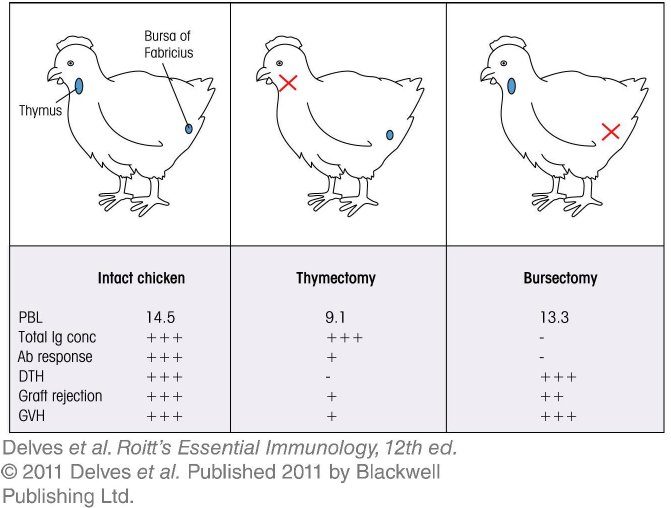 Bursa of
Fabricius
Thymus
Intact chicken Thymectomy Bursectomy
PBL 14.5 9.1 13.3
Total Ig conc +++ +++ -
Ab response +++ + -
DTH +++ - +++
Graft rejection +++ + ++
GVH +++ + +++
Delves et al. Roitt's Essential Immunology, 12th ed.
© 2011 Delves et al. Published 2011 by Blackwell
Publishing Ltd.